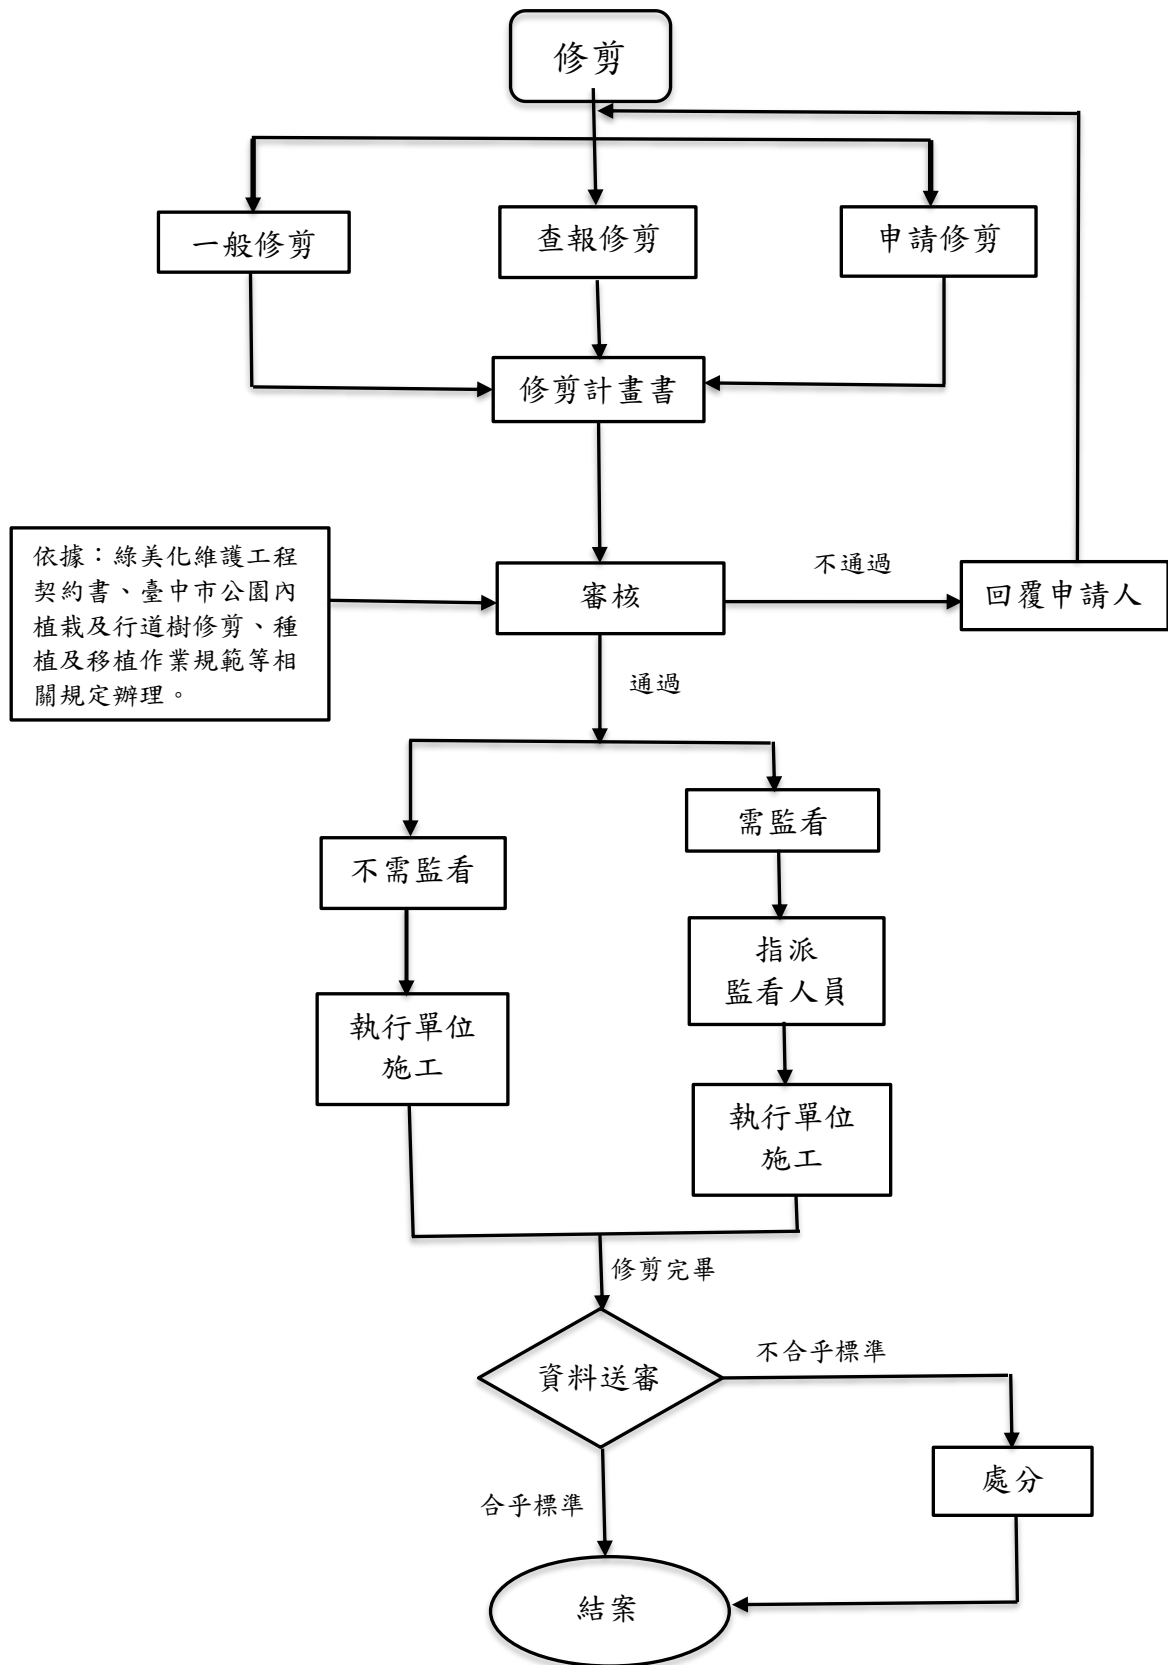 修剪
一般修剪
查報修剪
申請修剪
修剪計畫書
依據：綠美化維護工程
契約書、臺中市公園內
植栽及行道樹修剪、種
植及移植作業規範等相
關規定辦理。
審核
不通過
回覆申請人
通過
不需監看
需監看
指派
監看人員
執行單位
施工
執行單位
施工
修剪完畢
資料送審
不合乎標準
合乎標準
處分
結案